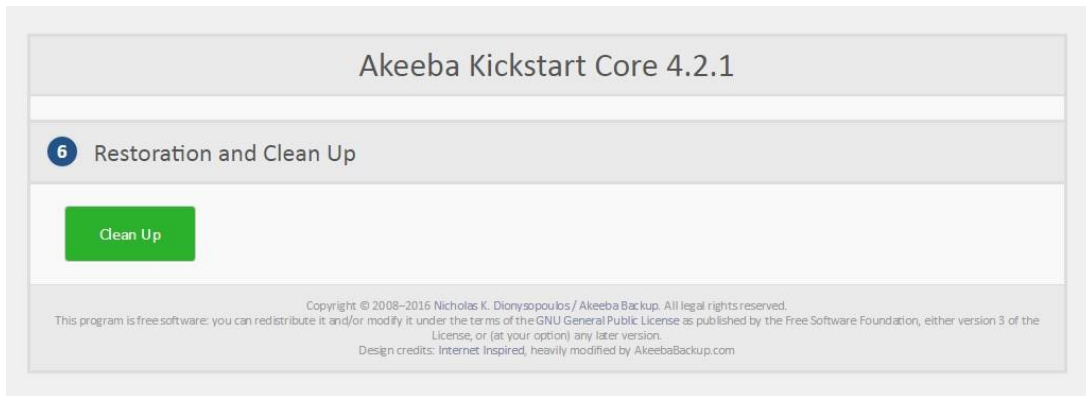 Akeeba Kickstart Core 4.2.1
6 Restoration and Clean Up
Clean Up
Copyright © 2008–2016 Nicholas K. Dionysopoulos / Akeeba Backup. All legal rights reserved.
This program is free software: you can redistribute it and/or modify it under the terms of the GNU General Public License as published by the Free Software Foundation, either version 3 of the
License, or (at your option) any later version.
Design credits: Internet Inspired, heavily modified by AkeebaBackup.com